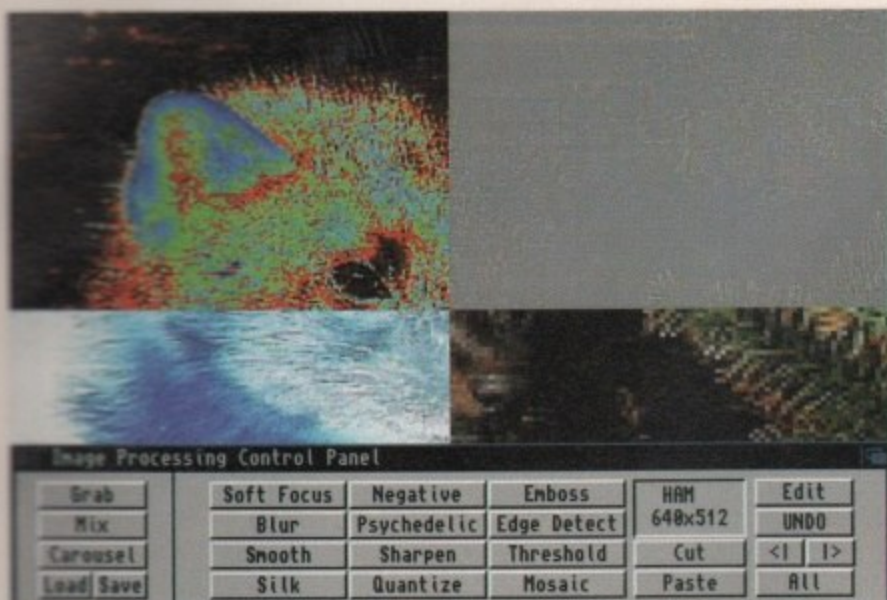 Image Processing Control Panel
Grab Soft Focus Negative Emboss HAM Edit
Mix Blur Psychedelic Edge Detect 640x512 UNDO
Carousel Smooth Sharpen Threshold Cut <| |>
Load Save Silk Quantize Mosaic Paste All